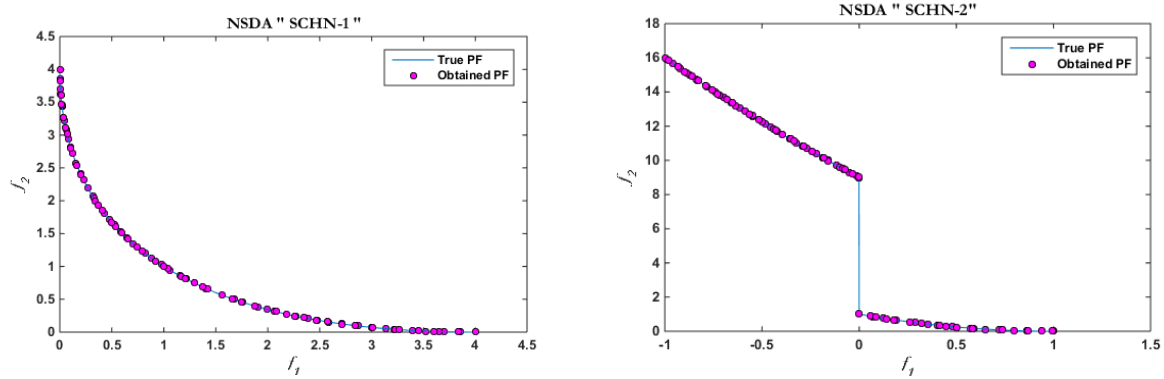 NSDA " SCHN-1 "
4.5
4
3.5
3
2.5
2
1.5
1
0.5
0
f2
0 0.5 1 1.5 2 2.5 3 3.5 4 4.5
f1
True PF
Obtained PF
NSDA " SCHN-2"
18
16
14
12
10
8
6
4
2
0
f2
-1 -0.5 0 0.5 1 1.5
f1
True PF
Obtained PF